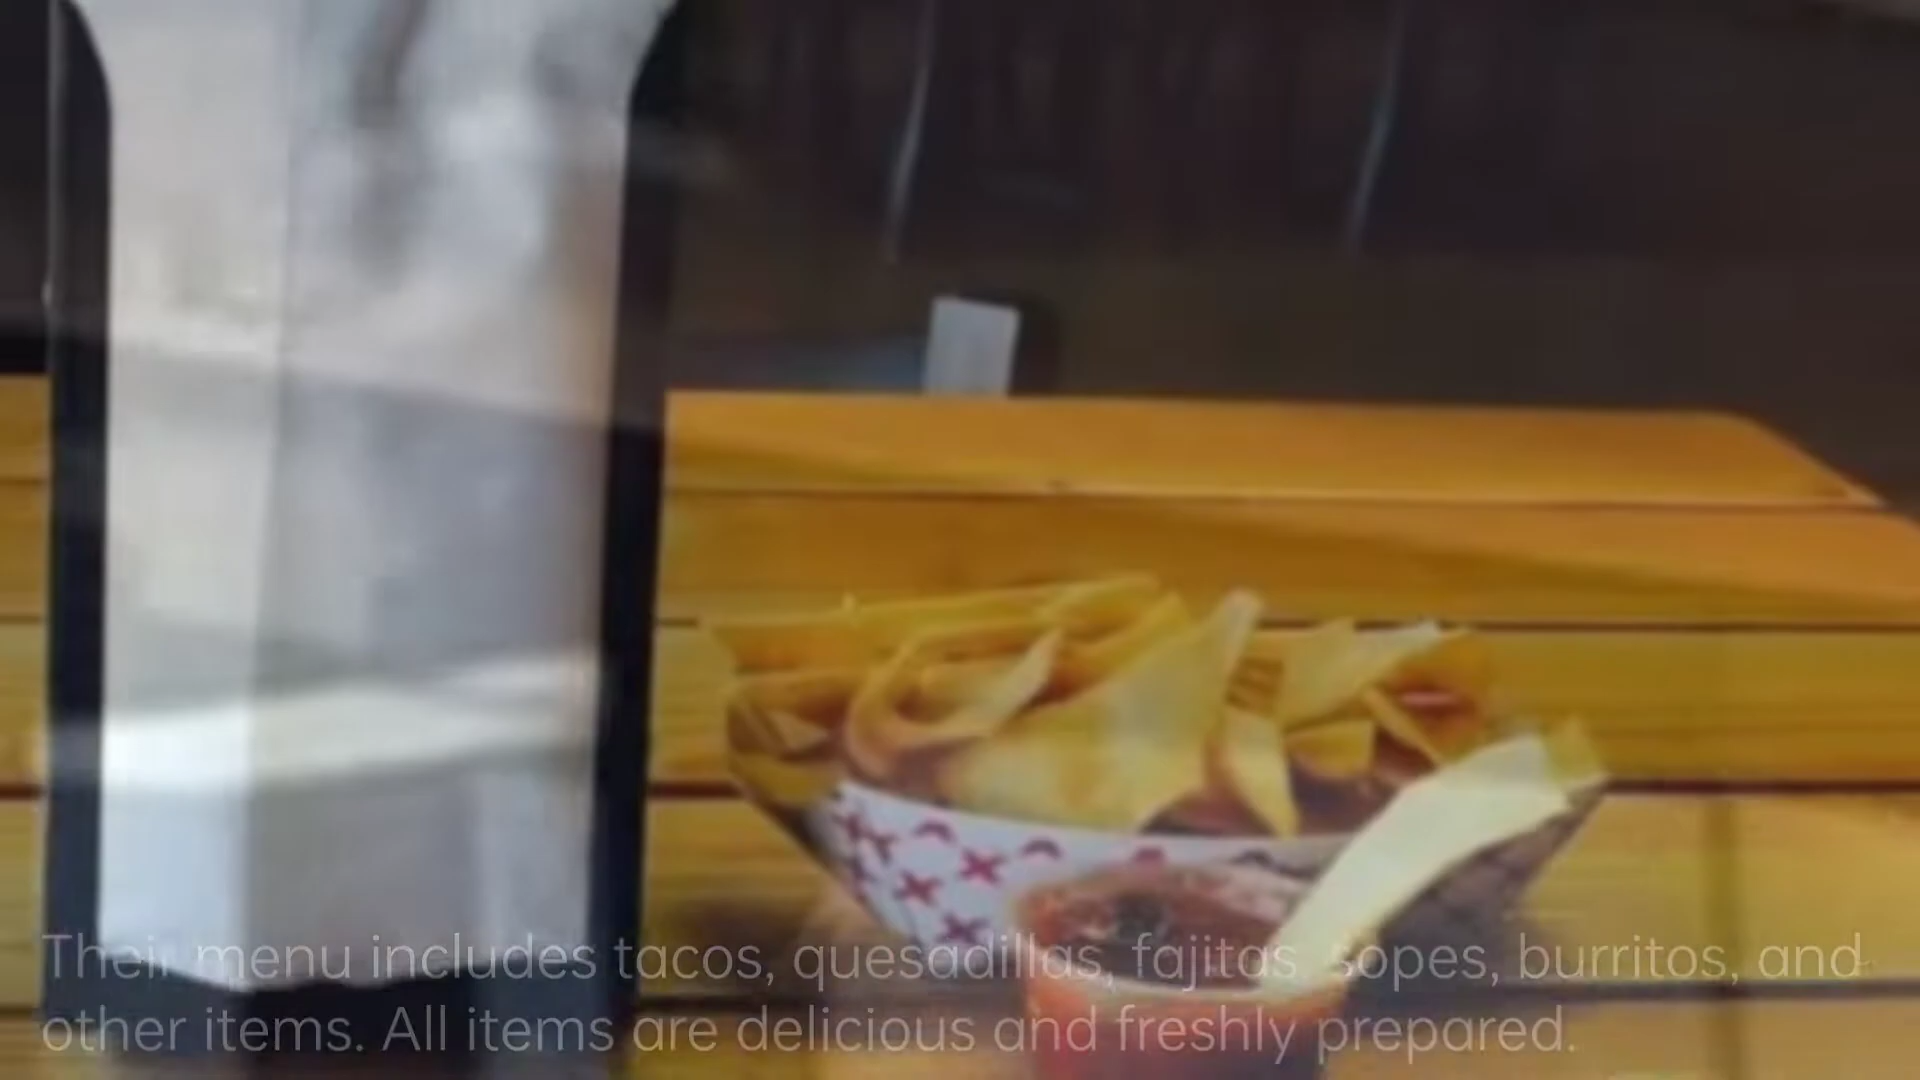 Their menu includes tacos, quesadillas, fajitas, sopes, burritos, and
other items. All items are delicious and freshly prepared.